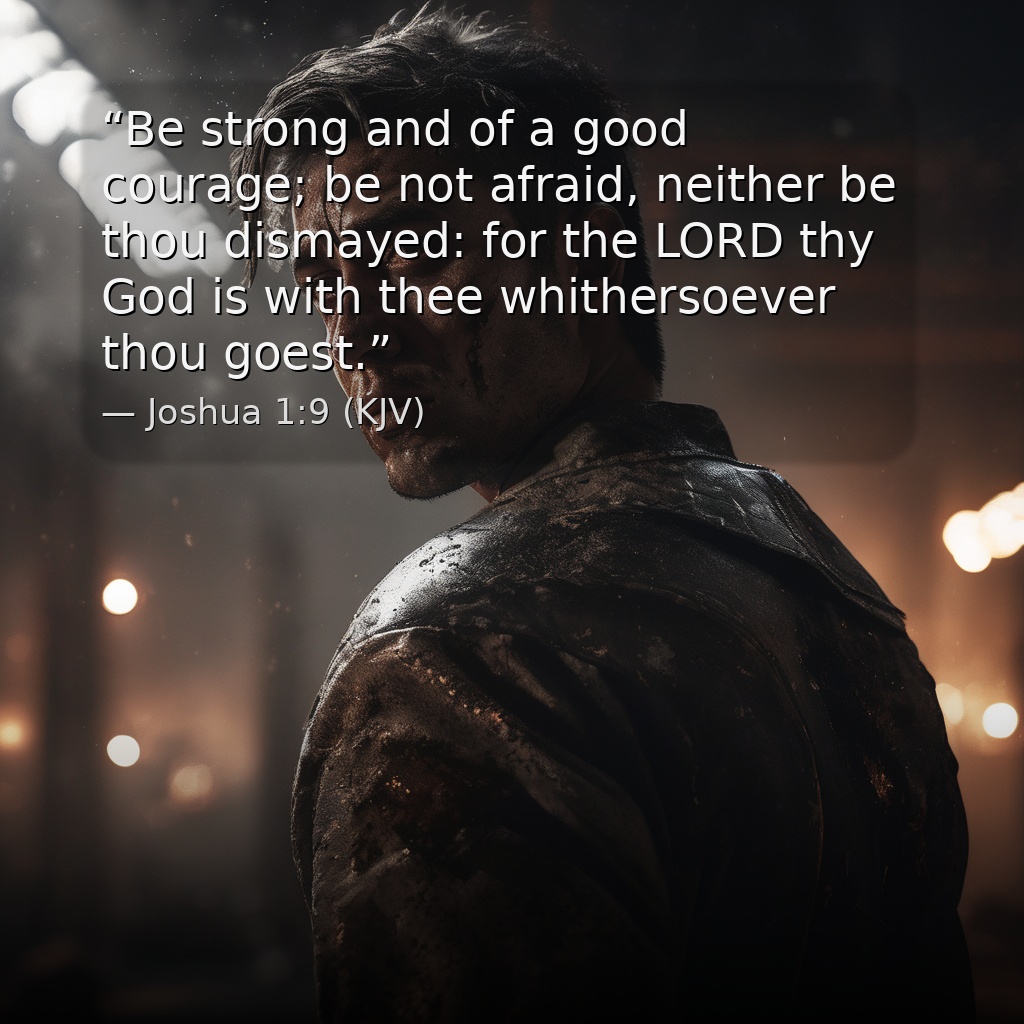 “Be strong and of a good
courage; be not afraid, neither be
thou dismayed: for the LORD thy
God is with thee whithersoever
thou goest.”
— Joshua 1:9 (KJV)